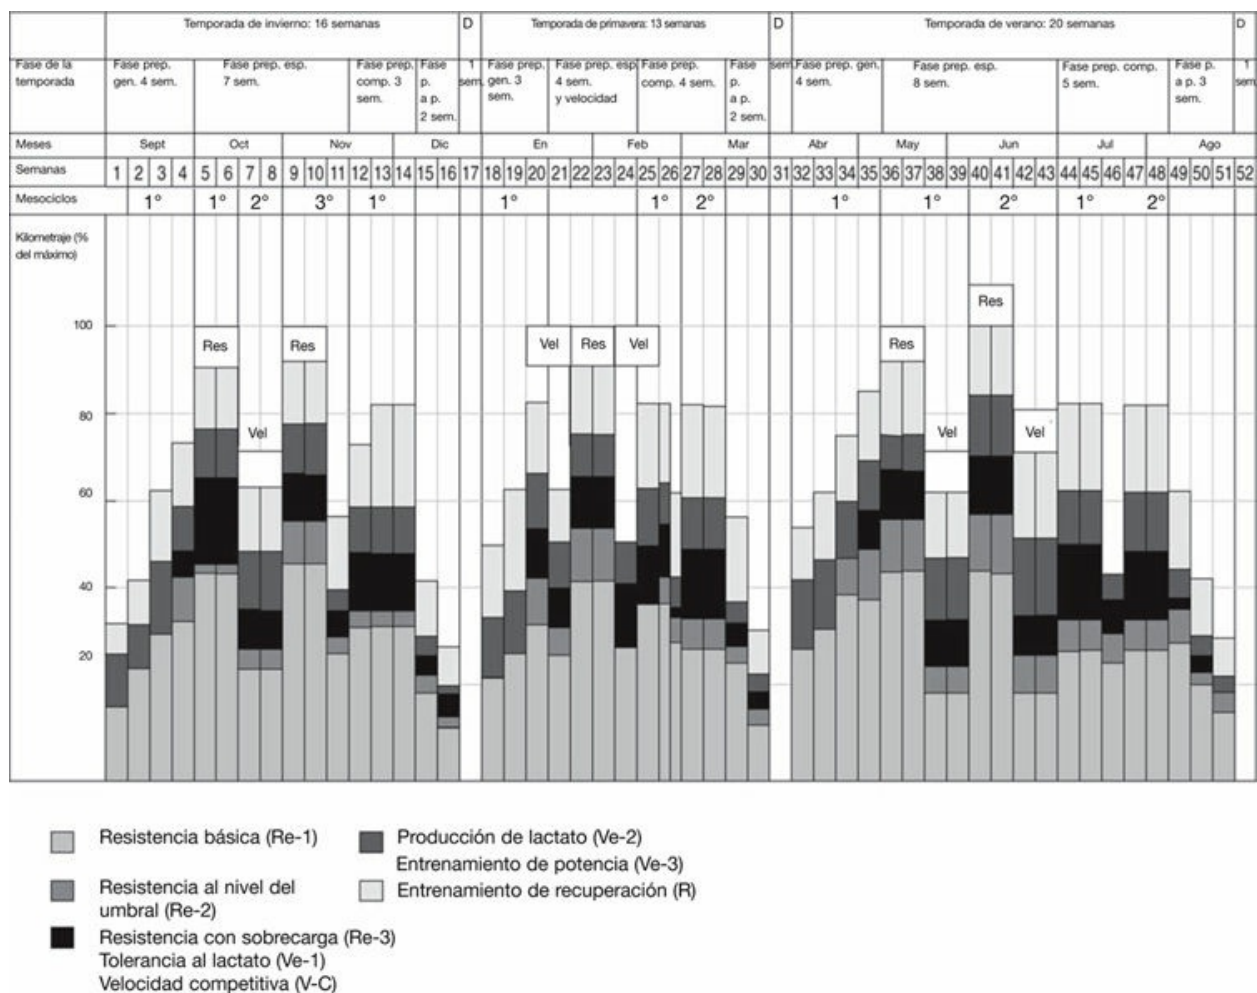 Temporada de invierno: 16 semanas D Temporada de primavera: 13 semanas D Temporada de verano: 20 semanas D
Fase de la temporada
Fase prep. gen. 4 sem.
Fase prep. esp. 7 sem.
Fase prep. comp. 3 sem.
Fase p. a p. 2 sem.
1 sem.
Fase prep. gen. 3 sem.
Fase prep. esp 4 sem. y velocidad
Fase prep. comp. 4 sem.
Fase p. a p. 2 sem.
sem.
Fase prep. gen. 4 sem.
Fase prep. esp. 8 sem.
Fase prep. comp. 5 sem.
Fase p. a p. 3 sem.
1 sem.
Meses Sept Oct Nov Dic En Feb Mar Abr May Jun Jul Ago
Semanas 1 2 3 4 5 6 7 8 9 10 11 12 13 14 15 16 17 18 19 20 21 22 23 24 25 26 27 28 29 30 31 32 33 34 35 36 37 38 39 40 41 42 43 44 45 46 47 48 49 50 51 52
Mesociclos 1° 1° 2° 3° 1° 1° 1° 2° 1° 1° 2° 1° 2°
Kilometraje (%
del máximo)
Res
100
Res Res Vel Res Vel Res
80
Vel Vel Vel
60
40
20
Resistencia básica (Re-1)
Resistencia al nivel del
umbral (Re-2)
Resistencia con sobrecarga (Re-3)
Tolerancia al lactato (Ve-1)
Velocidad competitiva (V-C)
Producción de lactato (Ve-2)
Entrenamiento de potencia (Ve-3)
Entrenamiento de recuperación (R)